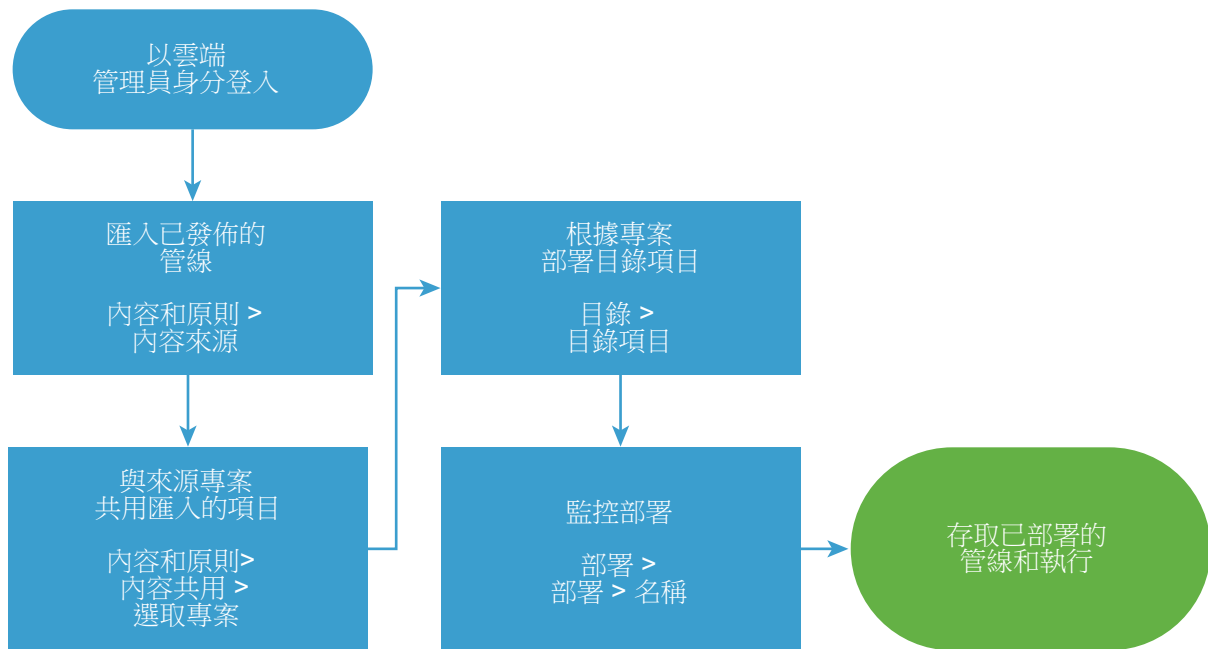 以雲端
管理員身分登入
匯入已發佈的
管線
內容和原則 >
內容來源
與來源專案
共用匯入的項目
內容和原則>
內容共用 >
選取專案
根據專案
部署目錄項目
目錄 >
目錄項目
監控部署
部署 >
部署 > 名稱
存取已部署的
管線和執行